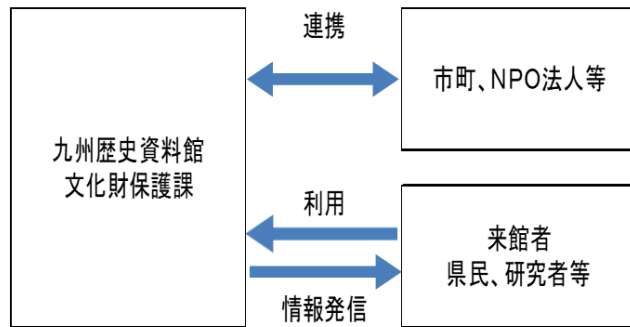 連携
市町、NPO法人等
九州歴史資料館
文化財保護課
利用
来館者
県民、研究者等
情報発信